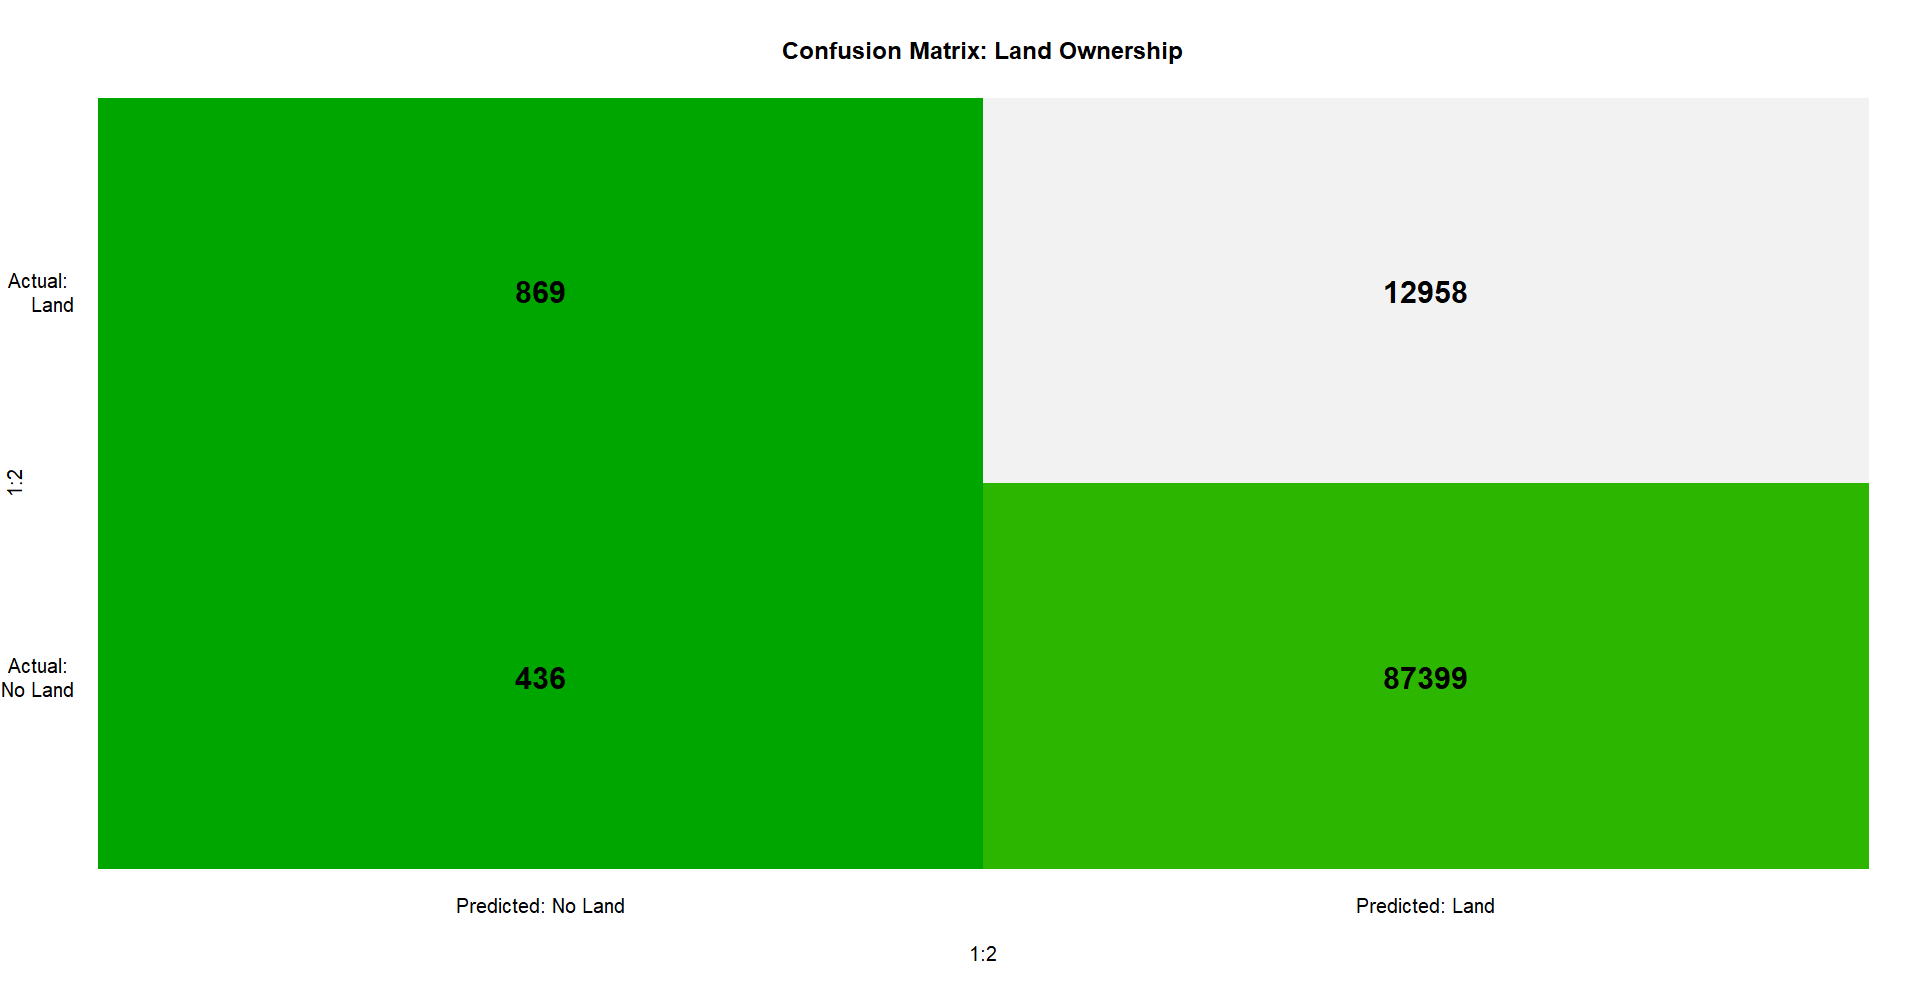 Confusion Matrix: Land Ownership
Actual:
Land
869
12958
1:2
Actual:
No Land
436
87399
Predicted: No Land
Predicted: Land
1:2